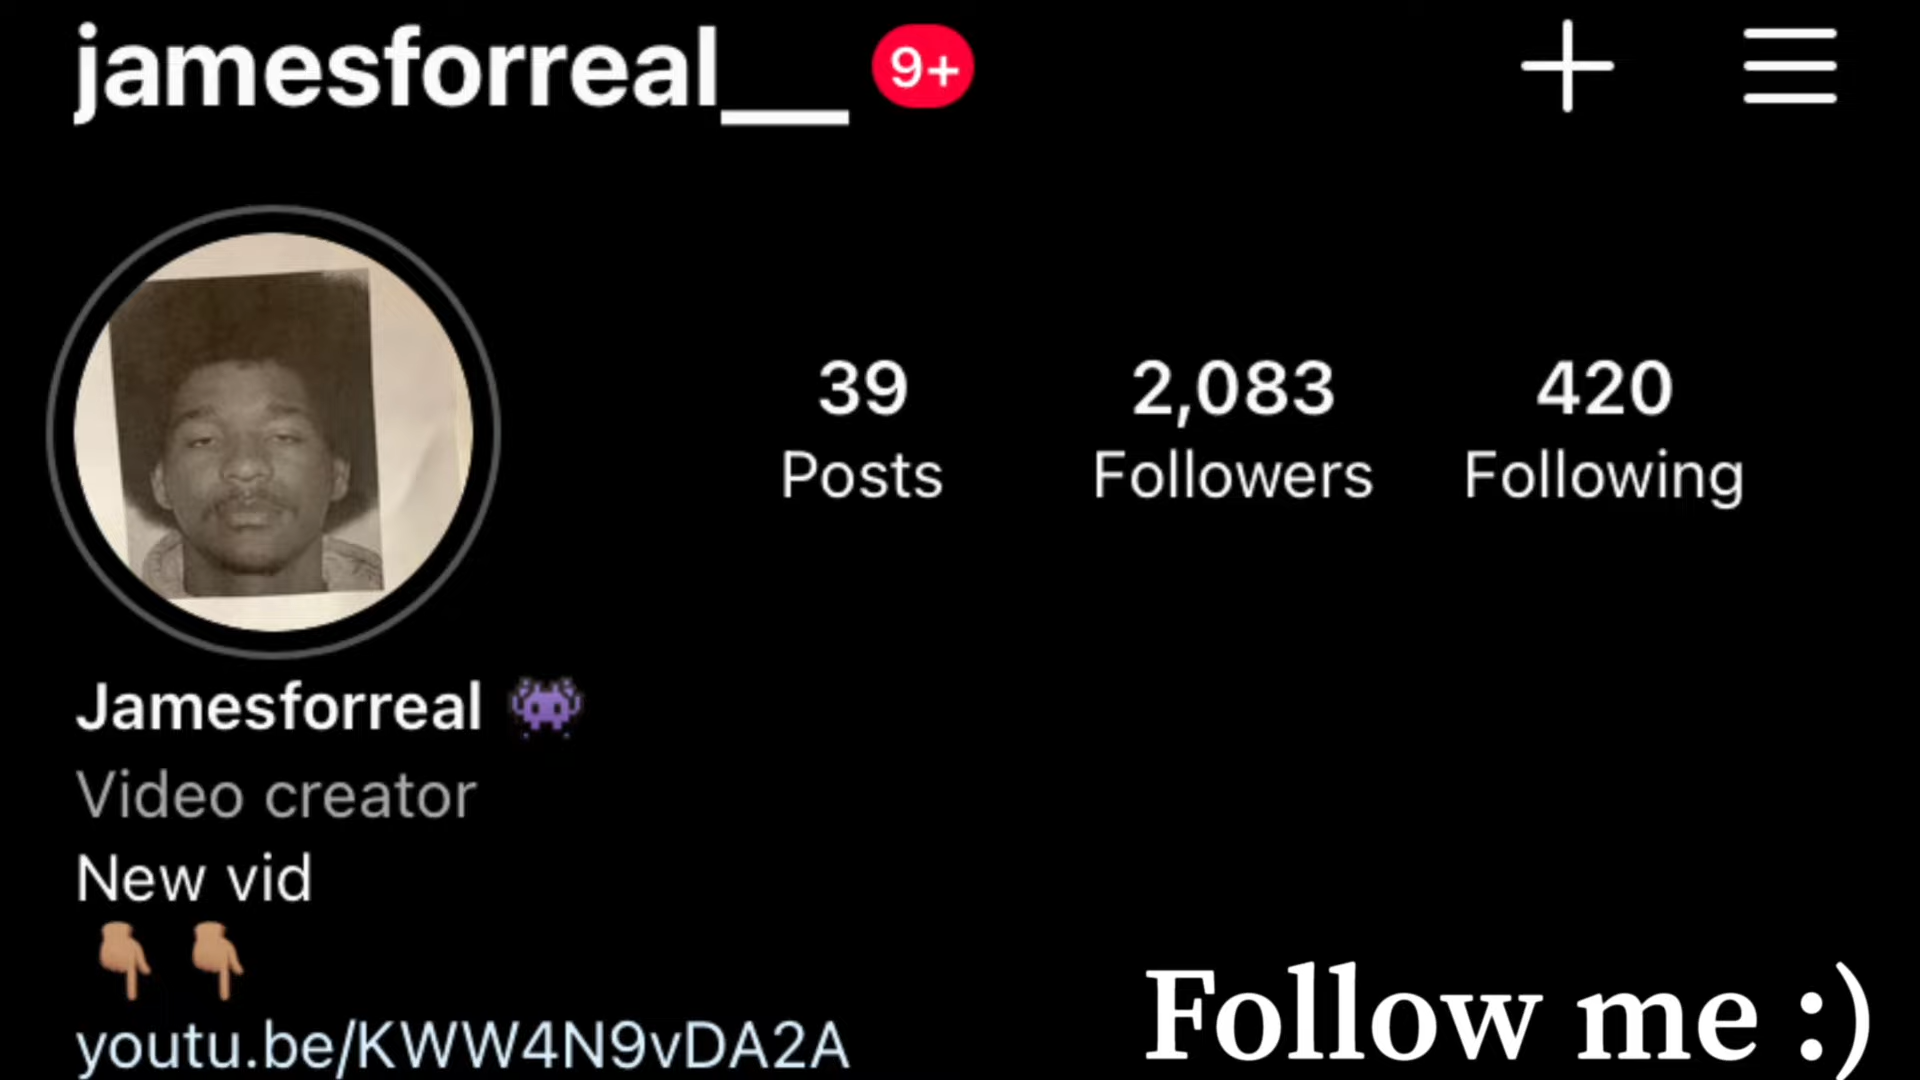 jamesforreal__ 9+
39 2,083 420
Posts Followers Following
Jamesforreal 👾
Video creator
New vid
👇🏽 👇🏽
youtu.be/KWW4N9vDA2A
Follow me :)